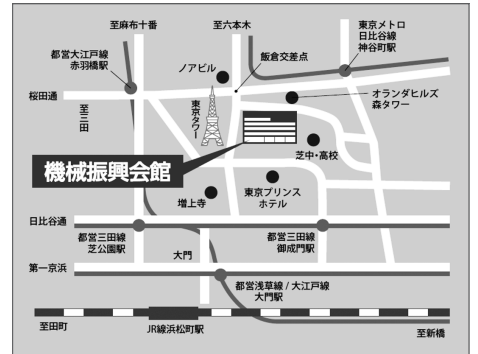 至麻布十番
至六本木
東京メトロ
日比谷線
神谷町駅
都営大江戸線
赤羽橋駅
飯倉交差点
ノアビル
桜田通
至三田
東京タワー
オランダヒルズ
森タワー
芝中・高校
機械振興会館
増上寺
東京プリンス
ホテル
日比谷通
都営三田線
芝公園駅
大門
都営三田線
御成門駅
第一京浜
都営浅草線 / 大江戸線
大門駅
至田町
JR線浜松町駅
至新橋